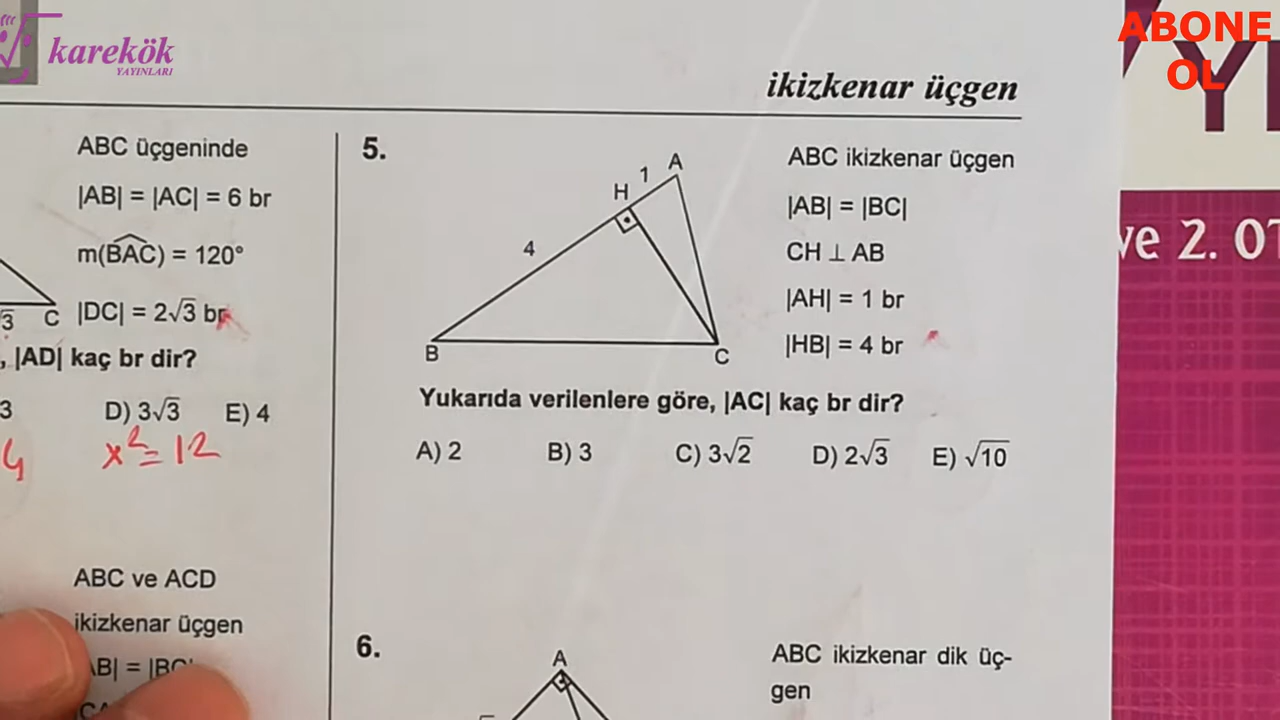 karekök
YAYINLARI
ABONE
OL
ikizkenar üçgen
ABC üçgeninde
|AB| = |AC| = 6 br
m(BAC) = 120°
|DC| = 2√3 br
3 C
, |AD| kaç br dir?
3 D) 3√3 E) 4
x² = 12
ABC ve ACD
ikizkenar üçgen
5.
A
1
H
4
B
C
ABC ikizkenar üçgen
|AB| = |BC|
CH ⊥ AB
|AH| = 1 br
|HB| = 4 br
Yukarıda verilenlere göre, |AC| kaç br dir?
A) 2 B) 3 C) 3√2 D) 2√3 E) √10
6.
A
ABC ikizkenar dik üç-
gen
ve 2.